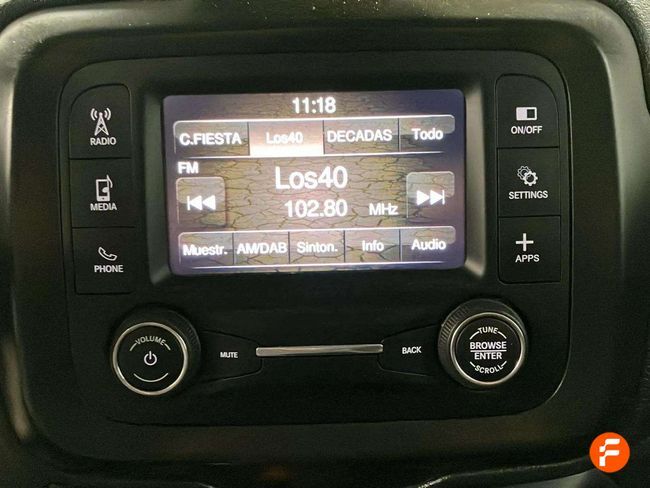 11:18
C.FIESTA Los40 DECADAS Todo
FM
Los40
102.80 MHz
Muestr. AM/DAB Sinton. Info Audio
RADIO
MEDIA
PHONE
ON/OFF
SETTINGS
APPS
VOLUME
MUTE
BACK
TUNE
BROWSE
ENTER
SCROLL